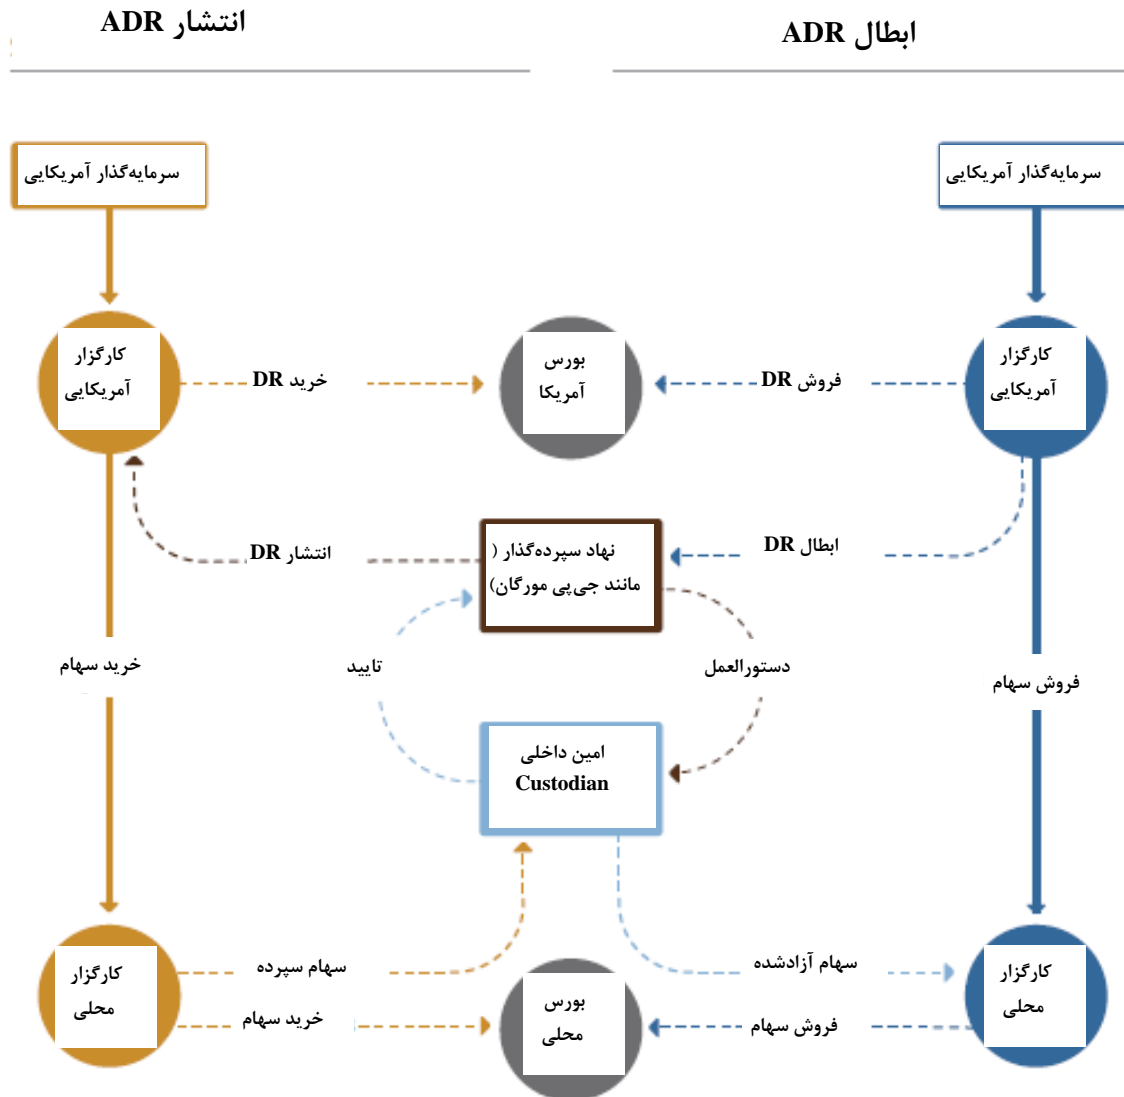 انتشار ADR
ابطال ADR
سرمایه‌گذار آمریکایی
سرمایه‌گذار آمریکایی
کارگزار
آمریکایی
خرید DR
بورس
آمریکا
فروش DR
کارگزار
آمریکایی
انتشار DR
نهاد سپرده‌گذار (
مانند جی‌پی مورگان)
ابطال DR
خرید سهام
تایید
دستورالعمل
فروش سهام
امین داخلی
Custodian
کارگزار
محلی
سهام سپرده
خرید سهام
بورس
محلی
سهام آزادشده
فروش سهام
کارگزار
محلی